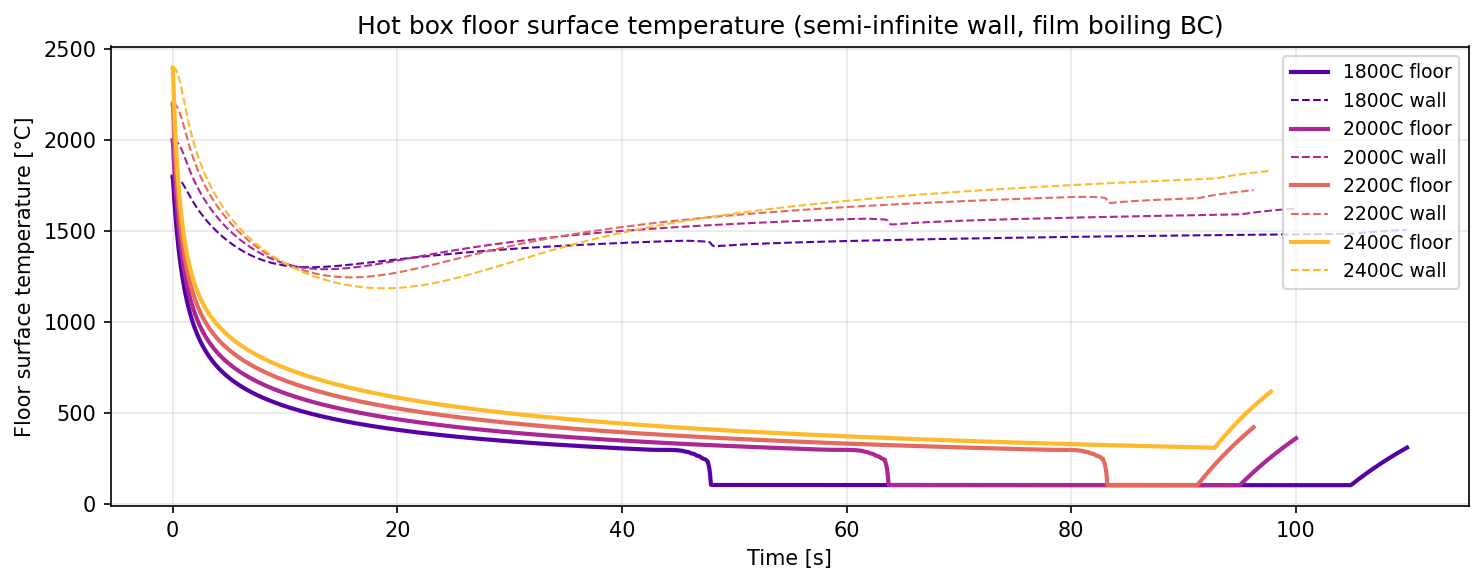 Hot box floor surface temperature (semi-infinite wall, film boiling BC)
Floor surface temperature [°C]
2500
2000
1500
1000
500
0
1800C floor
1800C wall
2000C floor
2000C wall
2200C floor
2200C wall
2400C floor
2400C wall
0
20
40
60
80
100
Time [s]